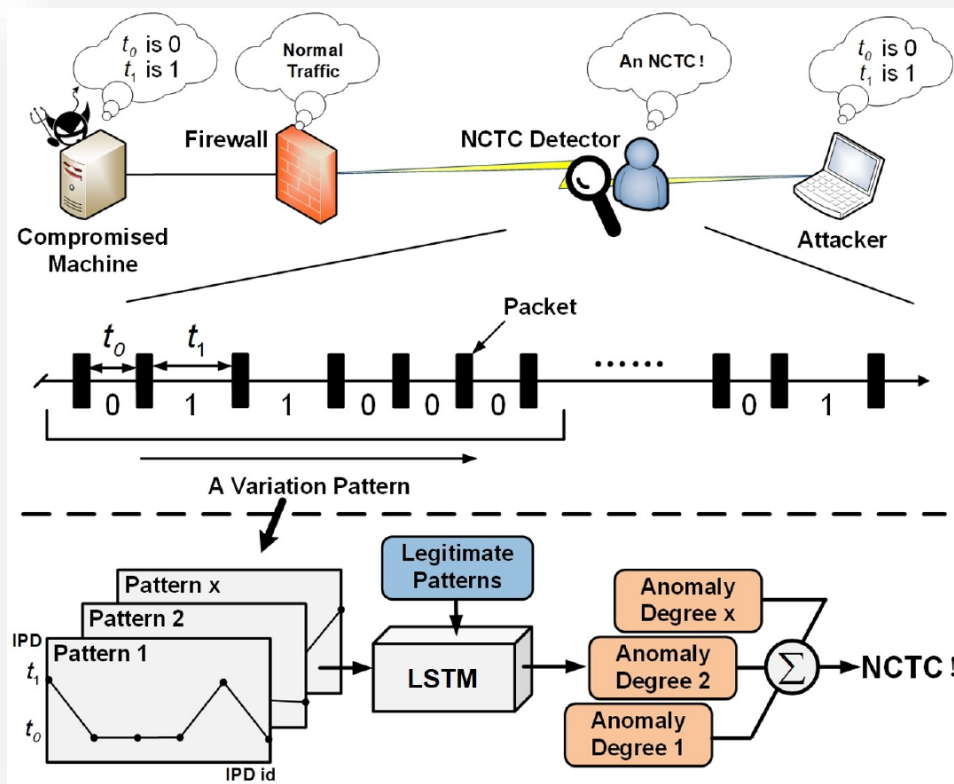 t0 is 0
t1 is 1
Normal
Traffic
An NCTC!
t0 is 0
t1 is 1
Firewall
NCTC Detector
Compromised
Machine
Attacker
Packet
t0
t1
0 1 1 0 0 0 ...... 0 1
A Variation Pattern
Pattern x
Pattern 2
Pattern 1
IPD
t1
t0
IPD id
Legitimate
Patterns
LSTM
Anomaly
Degree x
Anomaly
Degree 2
Anomaly
Degree 1
Σ
NCTC!